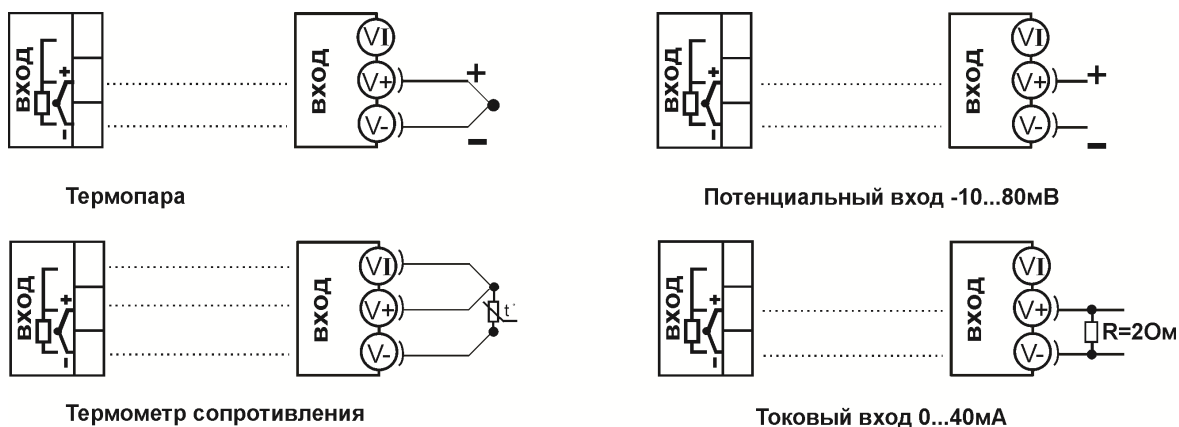 ВХОД
+
−
ВХОД
VI
V+
V-
+
−
Термопара
ВХОД
+
−
ВХОД
VI
V+
V-
+
−
Потенциальный вход -10...80мВ
ВХОД
+
−
ВХОД
VI
V+
V-
t°
Термометр сопротивления
ВХОД
+
−
ВХОД
VI
V+
V-
R=2Ом
Токовый вход 0...40мА